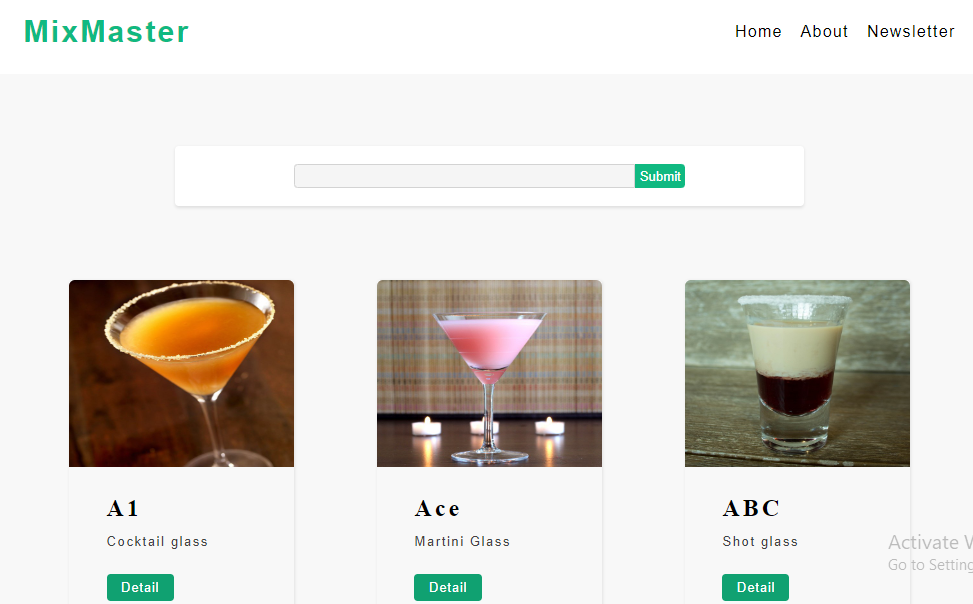 MixMaster
Home About Newsletter
Submit
A1
Cocktail glass
Detail
Ace
Martini Glass
Detail
ABC
Shot glass
Detail
Activate
Go to Setting